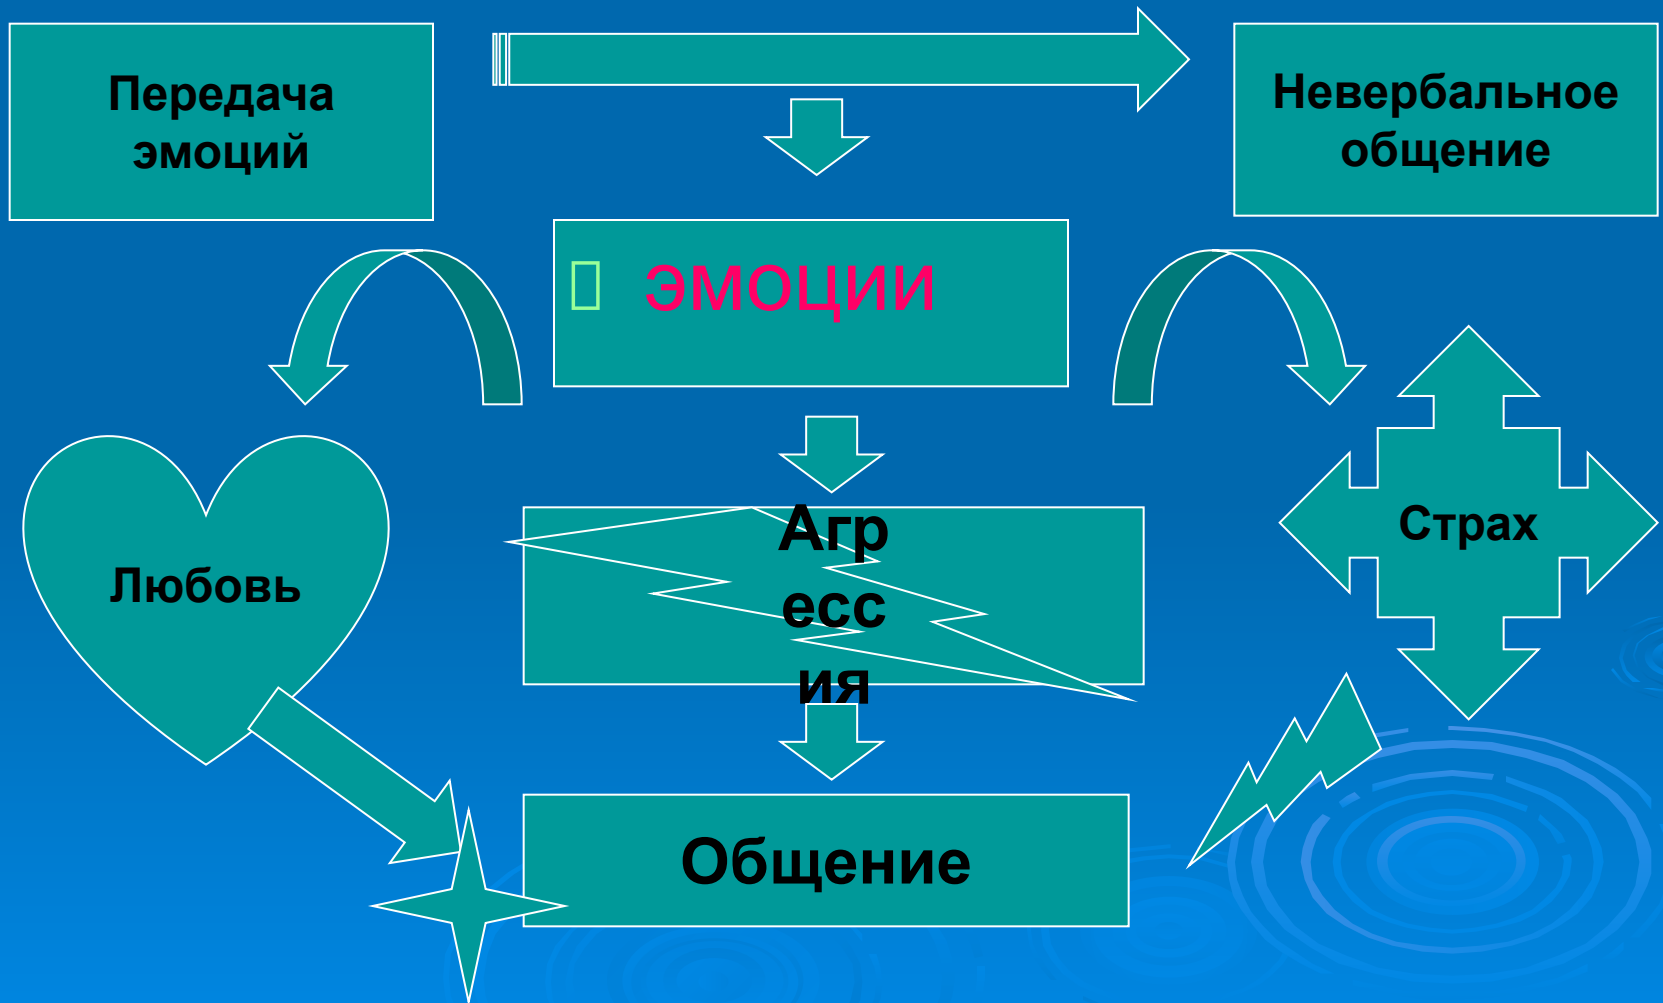 Передача
эмоций
Невербальное
общение
ЭМОЦИИ
Любовь
Агр
есс
ия
Страх
Общение